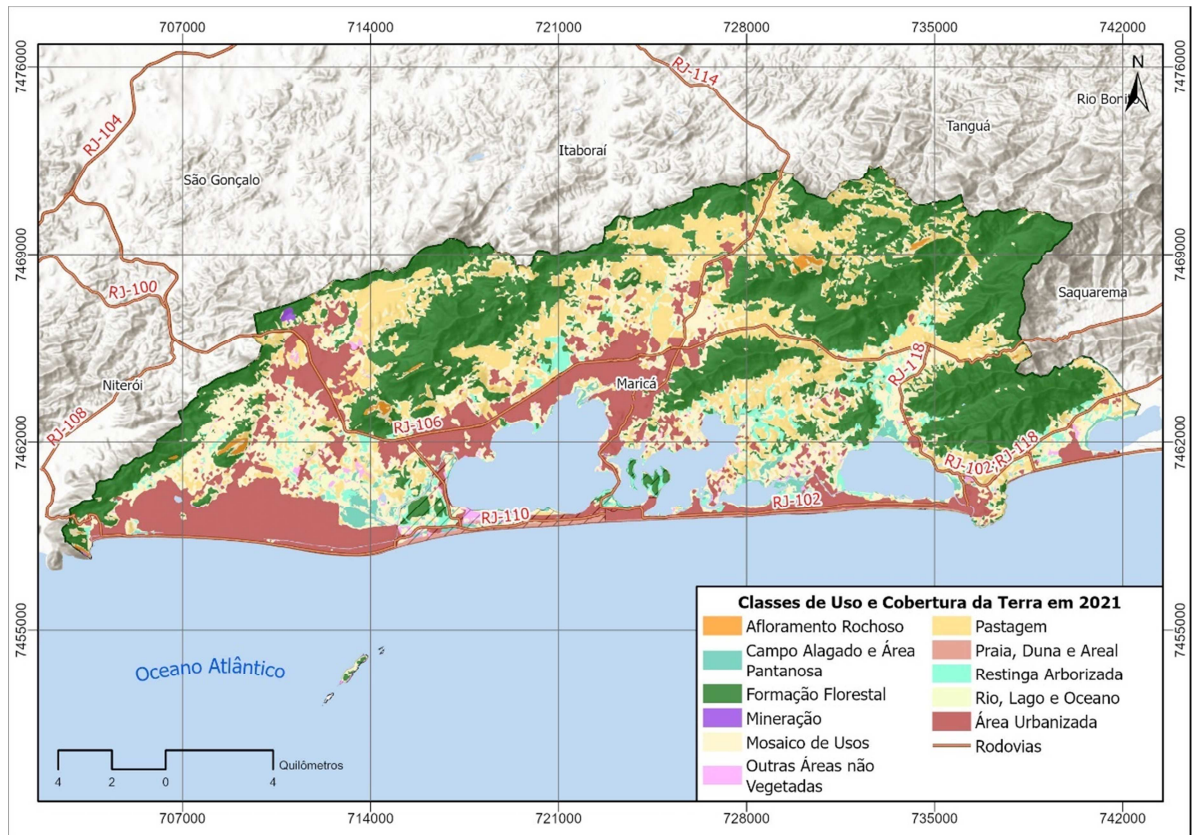 707000
714000
721000
728000
735000
742000
7476000
7476000
RJ-114
N
Rio Bonito
RJ-104
Tanguá
Itaboraí
São Gonçalo
7469000
7469000
RJ-100
Saquarema
RJ-118
Niterói
Maricá
RJ-108
RJ-106
7462000
7462000
RJ-102;RJ-118
RJ-102
RJ-110
Classes de Uso e Cobertura da Terra em 2021
Afloramento Rochoso
Campo Alagado e Área
Pantanosa
Formação Florestal
Mineração
Mosaico de Usos
Outras Áreas não
Vegetadas
Pastagem
Praia, Duna e Areal
Restinga Arborizada
Rio, Lago e Oceano
Área Urbanizada
Rodovias
7455000
7455000
Oceano Atlântico
Quilômetros
4 2 0 4
707000
714000
721000
728000
735000
742000